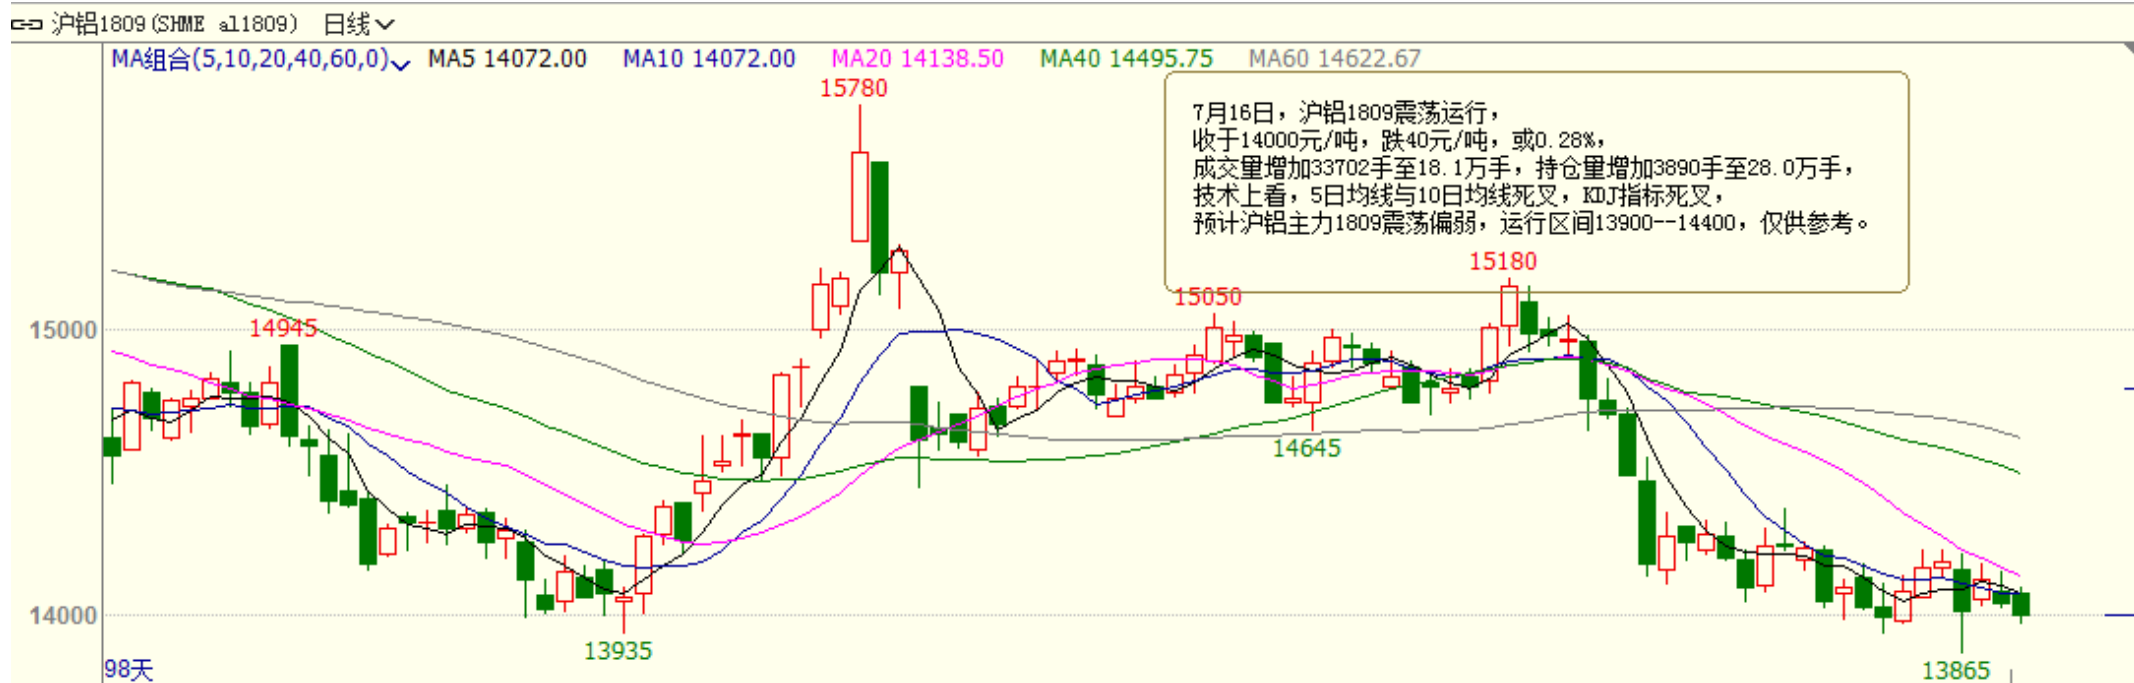 沪铝1809(SHME al1809) 日线
MA组合(5,10,20,40,60,0) MA5 14072.00 MA10 14072.00 MA20 14138.50 MA40 14495.75 MA60 14622.67
15780
7月16日，沪铝1809震荡运行，
收于14000元/吨，跌40元/吨，或0.28%，
成交量增加33702手至18.1万手，持仓量增加3890手至28.0万手，
技术上看，5日均线与10日均线死叉，KDJ指标死叉，
预计沪铝主力1809震荡偏弱，运行区间13900--14400，仅供参考。
15180
15050
15000
14945
14645
14000
13935
13865
98天